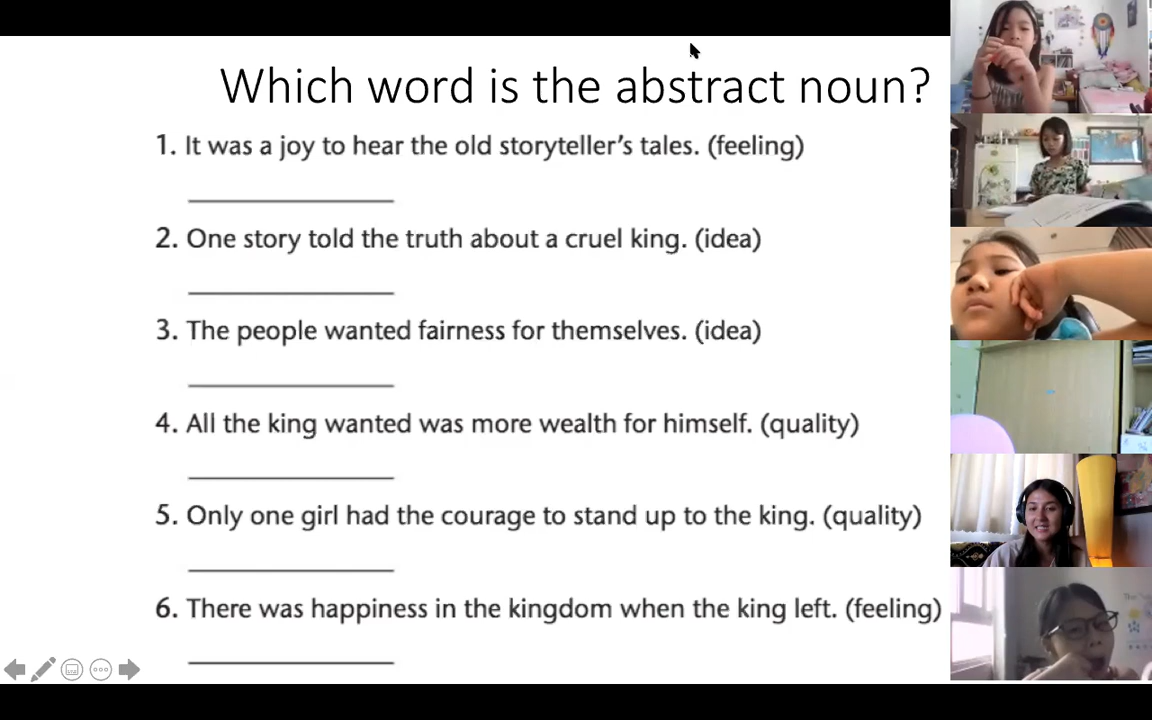 Which word is the abstract noun?
1. It was a joy to hear the old storyteller's tales. (feeling)
2. One story told the truth about a cruel king. (idea)
3. The people wanted fairness for themselves. (idea)
4. All the king wanted was more wealth for himself. (quality)
5. Only one girl had the courage to stand up to the king. (quality)
6. There was happiness in the kingdom when the king left. (feeling)